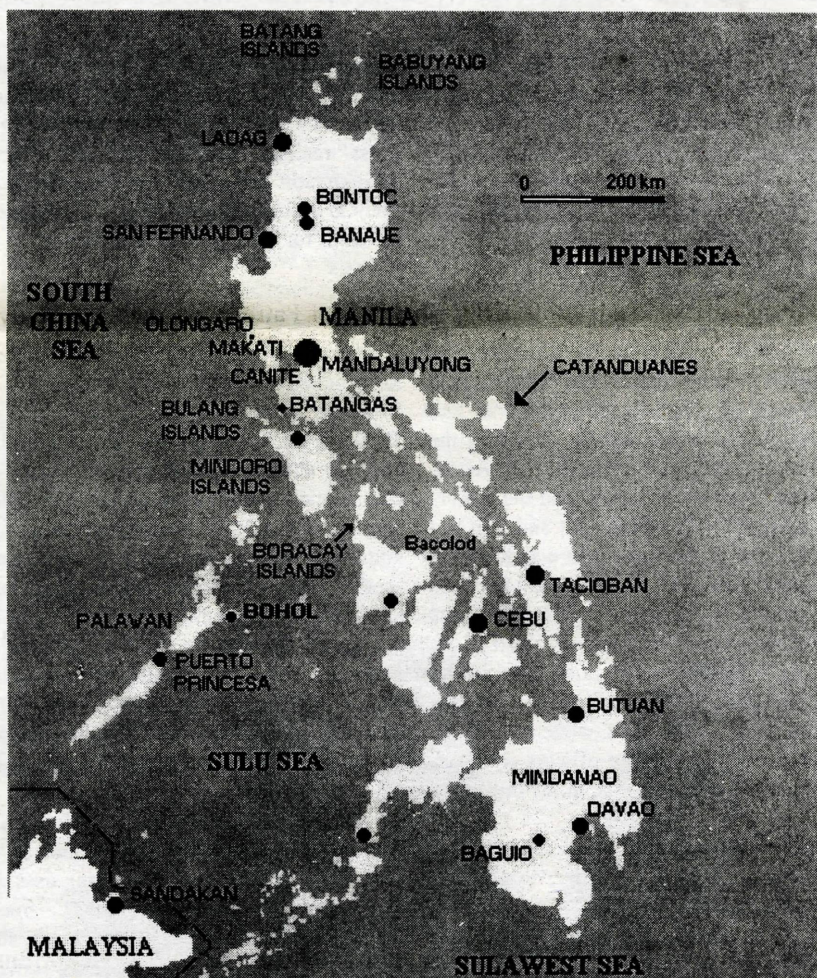 BATANG
ISLANDS
BABUYANG
ISLANDS
LADAG
0 200 km
BONTOC
SAN FERNANDO
BANAUE
PHILIPPINE SEA
SOUTH
CHINA
SEA
OLONGARO
MANILA
MAKATI
MANDALUYONG
CANITE
CATANDUANES
BULANG
ISLANDS
BATANGAS
MINDORO
ISLANDS
BORACAY
ISLANDS
Bacolod
TACIOBAN
PALAWAN
BOHOL
CEBU
PUERTO
PRINCESA
BUTUAN
SULU SEA
MINDANAO
DAVAO
BAGUIO
SANDAKAN
MALAYSIA
SULAWEST SEA